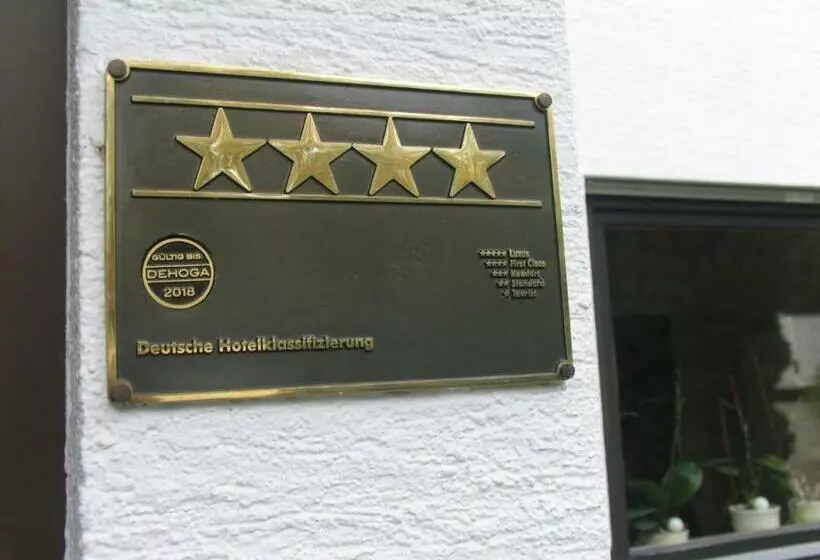 GÜLTIG BIS:
DEHOGA
2018
***** Luxus
**** First Class
*** Komfort
** Standard
* Tourist
Deutsche Hotelklassifizierung